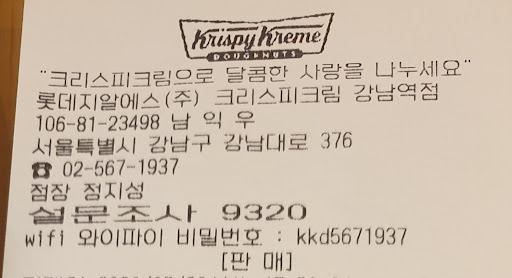 Krispy Kreme
DOUGHNUTS
"크리스피크림으로 달콤한 사랑을 나누세요"
롯데지알에스(주) 크리스피크림 강남역점
106-81-23498 남 익 우
서울특별시 강남구 강남대로 376
☎ 02-567-1937
점장 정지성
설문조사 9320
wifi 와이파이 비밀번호 : kkd5671937
[판 매]